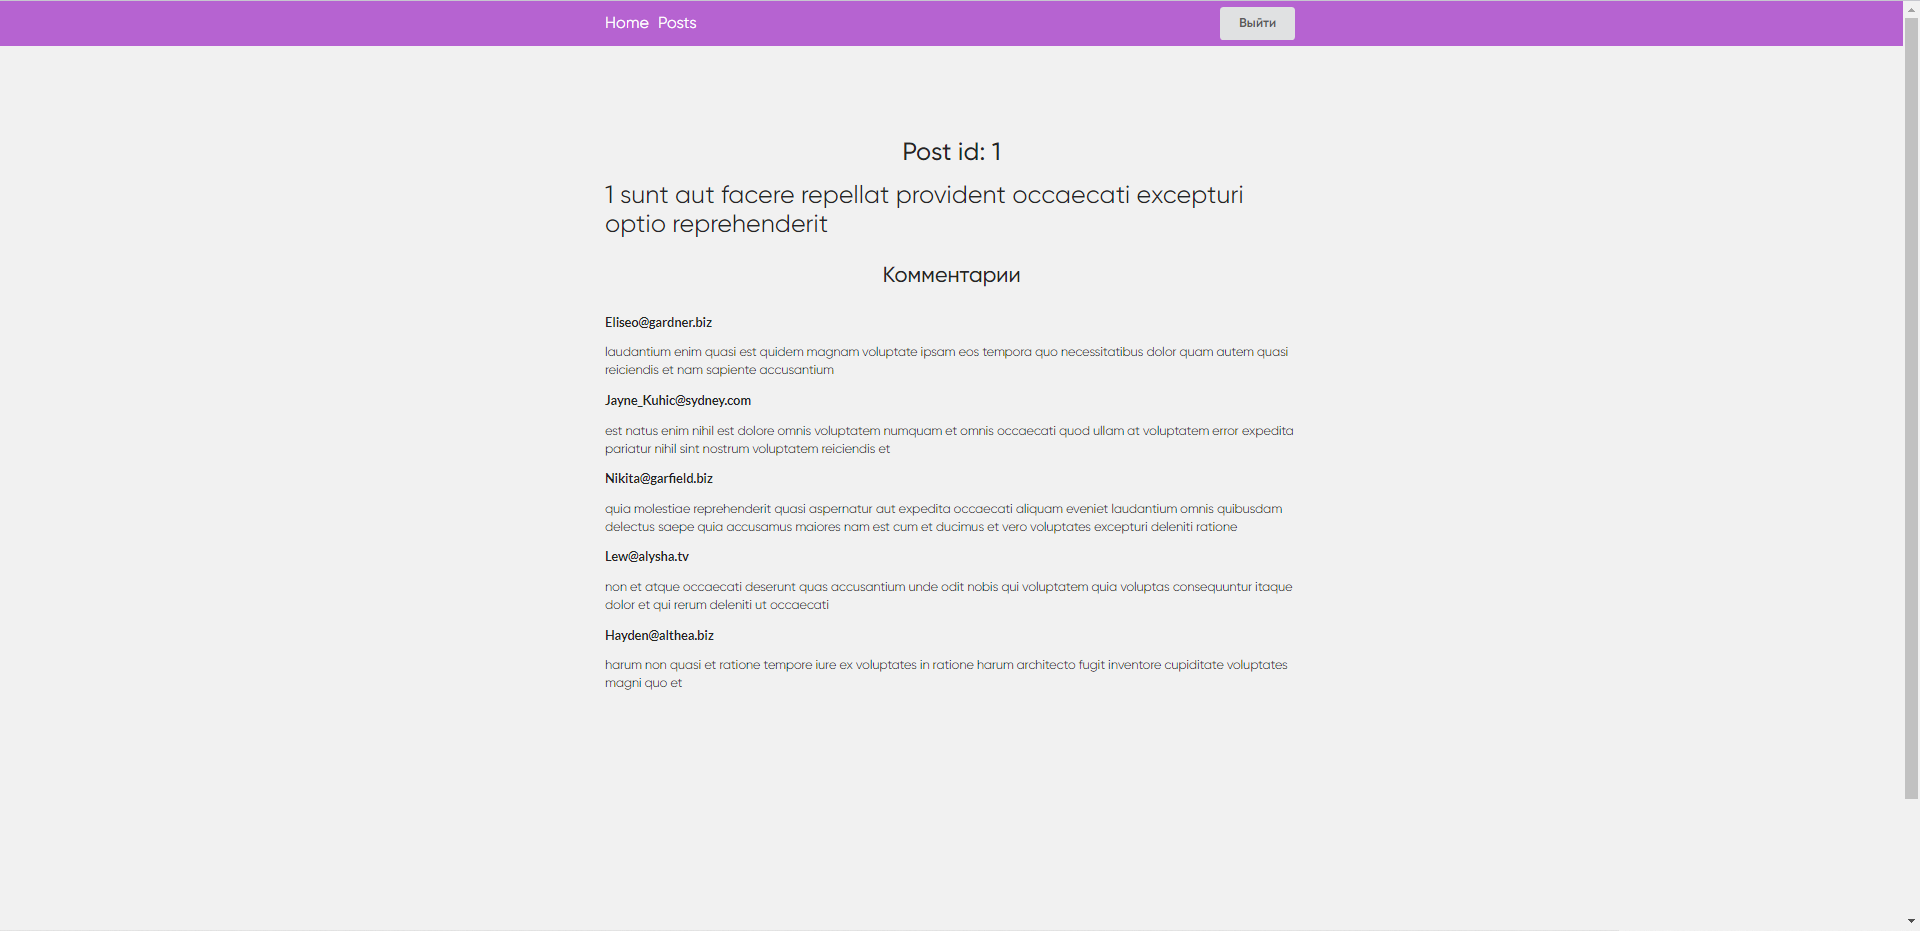 Home Posts
Выйти
Post id: 1
1 sunt aut facere repellat provident occaecati excepturi
optio reprehenderit
Комментарии
Eliseo@gardner.biz
laudantium enim quasi est quidem magnam voluptate ipsam eos tempora quo necessitatibus dolor quam autem quasi
reiciendis et nam sapiente accusantium
Jayne_Kuhic@sydney.com
est natus enim nihil est dolore omnis voluptatem numquam et omnis occaecati quod ullam at voluptatem error expedita
pariatur nihil sint nostrum voluptatem reiciendis et
Nikita@garfield.biz
quia molestiae reprehenderit quasi aspernatur aut expedita occaecati aliquam eveniet laudantium omnis quibusdam
delectus saepe quia accusamus maiores nam est cum et ducimus et vero voluptates excepturi deleniti ratione
Lew@alysha.tv
non et atque occaecati deserunt quas accusantium unde odit nobis qui voluptatem quia voluptas consequuntur itaque
dolor et qui rerum deleniti ut occaecati
Hayden@althea.biz
harum non quasi et ratione tempore iure ex voluptates in ratione harum architecto fugit inventore cupiditate voluptates
magni quo et